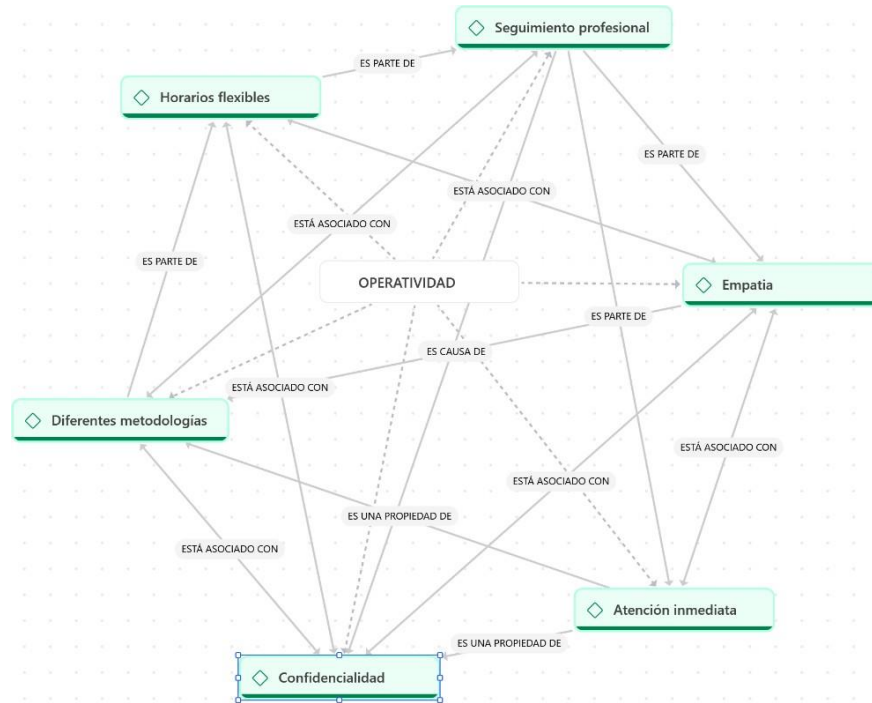 Seguimiento profesional
ES PARTE DE
Horarios flexibles
ES PARTE DE
ESTÁ ASOCIADO CON
ESTÁ ASOCIADO CON
ES PARTE DE
OPERATIVIDAD
Empatia
ES PARTE DE
ES CAUSA DE
ESTÁ ASOCIADO CON
Diferentes metodologías
ESTÁ ASOCIADO CON
ESTÁ ASOCIADO CON
ES UNA PROPIEDAD DE
ESTÁ ASOCIADO CON
Atención inmediata
ES UNA PROPIEDAD DE
Confidencialidad